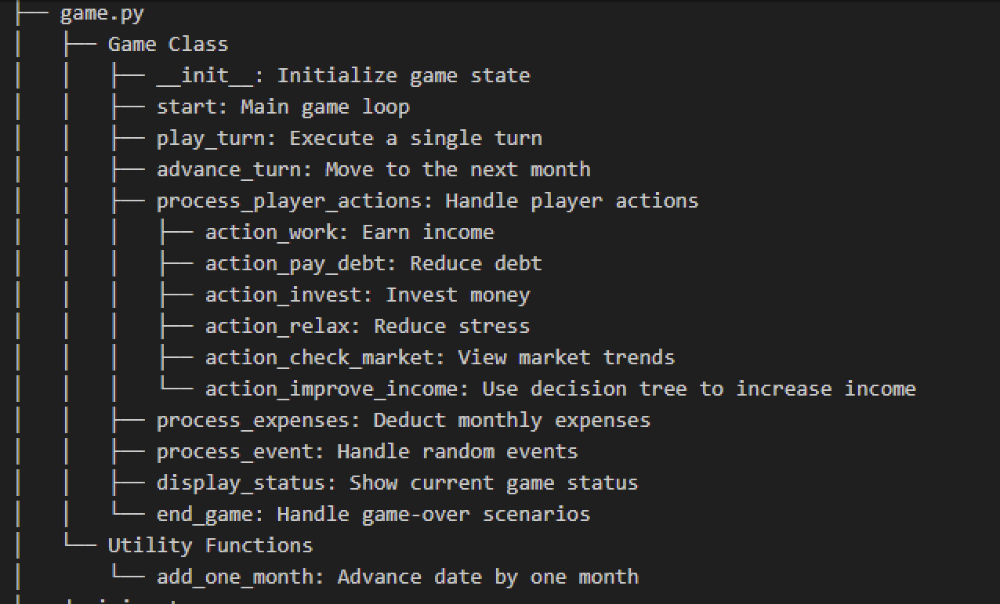 ├── game.py
│   ├── Game Class
│   │   ├── __init__: Initialize game state
│   │   ├── start: Main game loop
│   │   ├── play_turn: Execute a single turn
│   │   ├── advance_turn: Move to the next month
│   │   ├── process_player_actions: Handle player actions
│   │   │   ├── action_work: Earn income
│   │   │   ├── action_pay_debt: Reduce debt
│   │   │   ├── action_invest: Invest money
│   │   │   ├── action_relax: Reduce stress
│   │   │   ├── action_check_market: View market trends
│   │   │   └── action_improve_income: Use decision tree to increase income
│   │   ├── process_expenses: Deduct monthly expenses
│   │   ├── process_event: Handle random events
│   │   ├── display_status: Show current game status
│   │   └── end_game: Handle game-over scenarios
│   └── Utility Functions
│       └── add_one_month: Advance date by one month